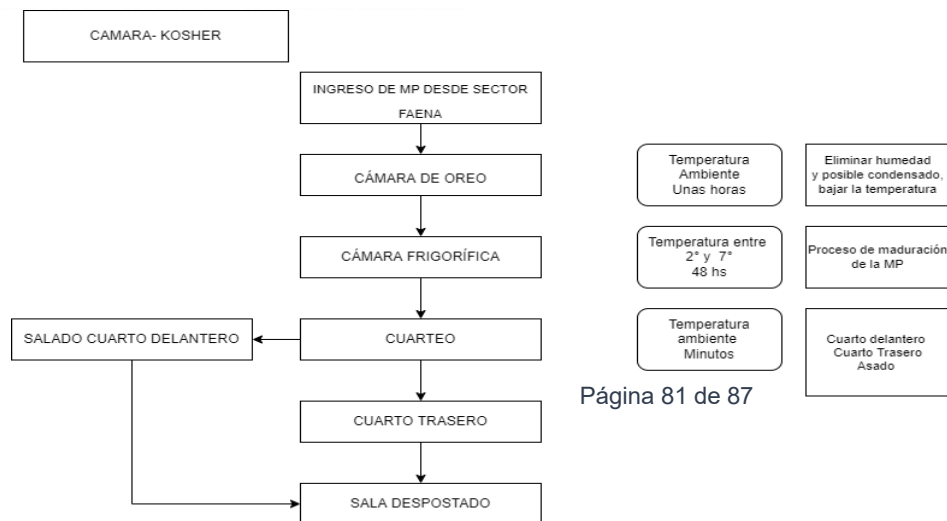 CAMARA- KOSHER
INGRESO DE MP DESDE SECTOR
FAENA
CÁMARA DE OREO
Temperatura
Ambiente
Unas horas
Eliminar humedad
y posible condensado,
bajar la temperatura
CÁMARA FRIGORÍFICA
Temperatura entre
2° y 7°
48 hs
Proceso de maduración
de la MP
SALADO CUARTO DELANTERO
CUARTEO
Temperatura
ambiente
Minutos
Cuarto delantero
Cuarto Trasero
Asado
Página 81 de 87
CUARTO TRASERO
SALA DESPOSTADO